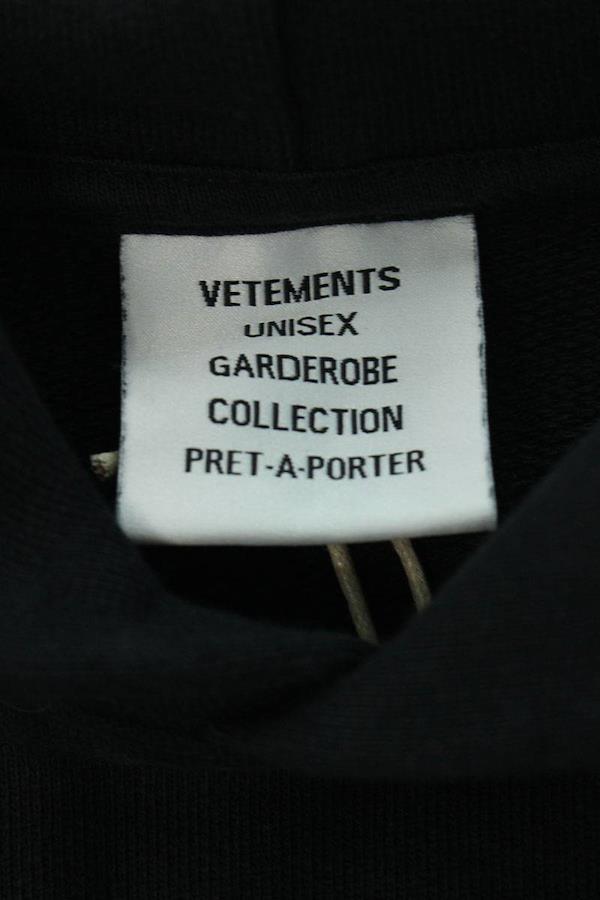 VETEMENTS
UNISEX
GARDEROBE
COLLECTION
PRET-A-PORTER